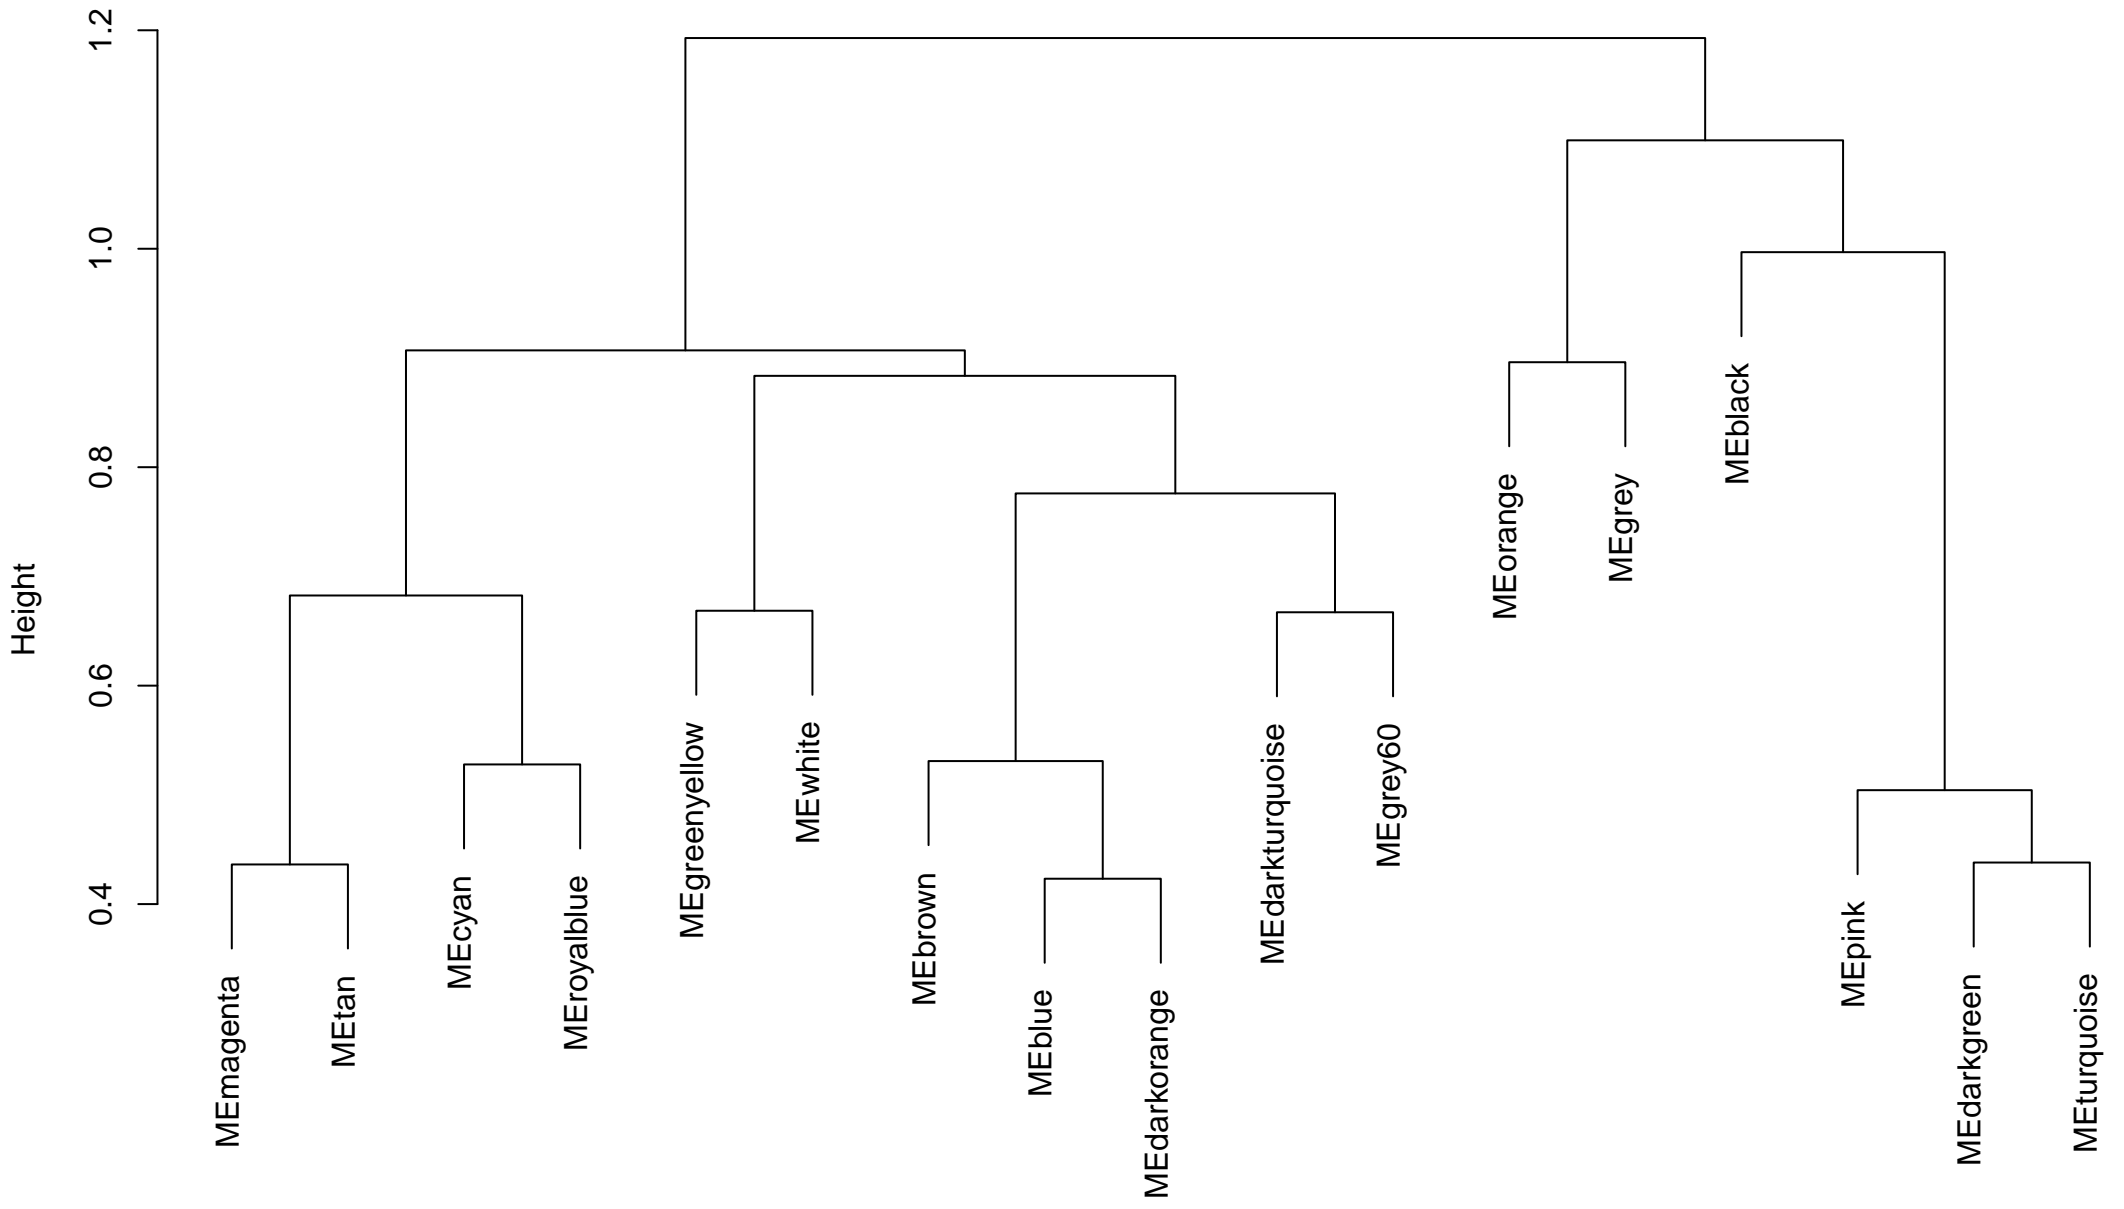 1.2
1.0
0.8
0.6
0.4
Height
MEmagenta
MEtan
MEcyan
MEroyalblue
MEgreenyellow
MEwhite
MEbrown
MEblue
MEdarkorange
MEdarkturquoise
MEgrey60
MEorange
MEgrey
MEblack
MEpink
MEdarkgreen
MEturquoise